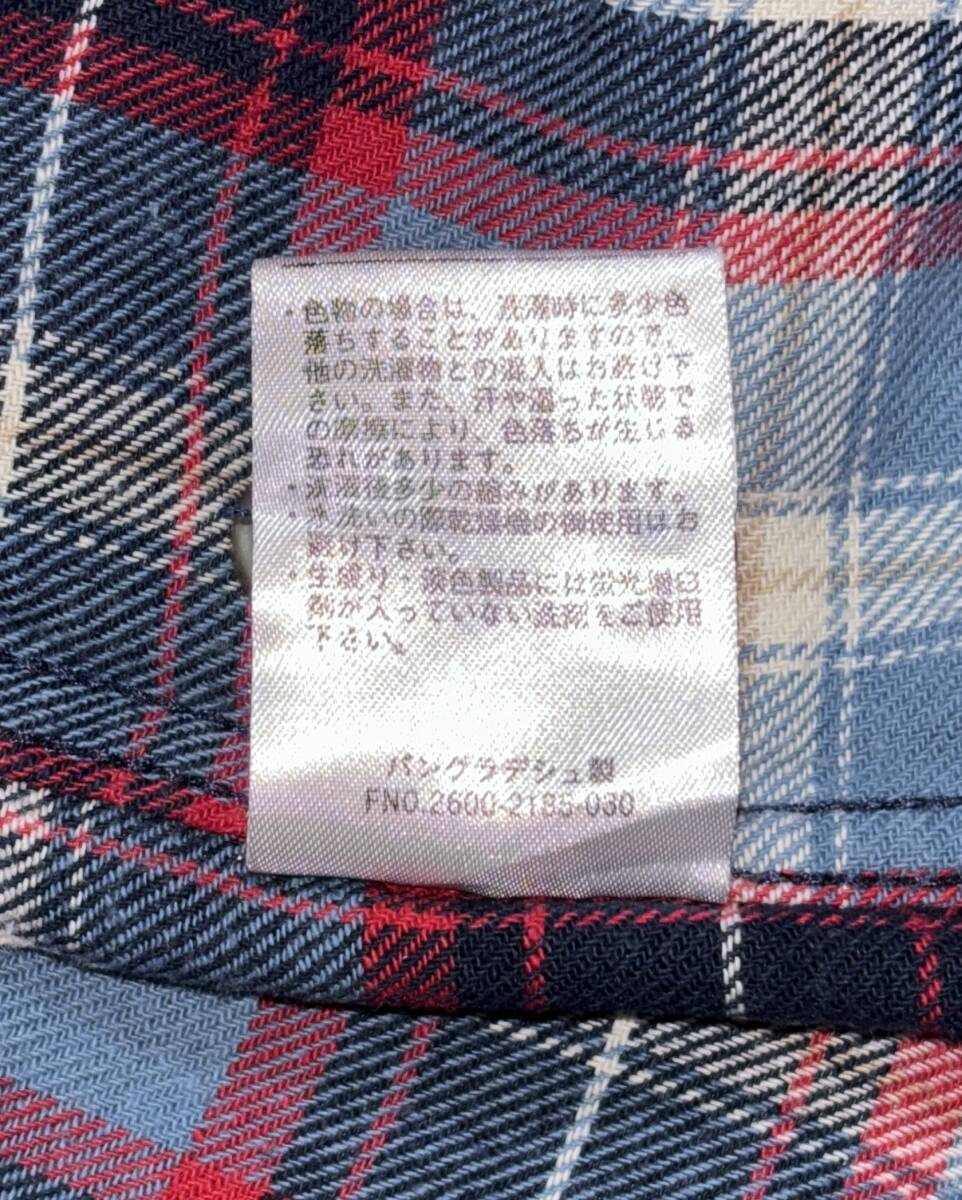 ・色物の場合は、洗濯時に多少色
落ちすることがありますので、
他の洗濯物との混入はお避け下
さい。また、汗や湿った状態で
の摩擦により、色落ちが生じる
恐れがあります。
・洗濯後多少の縮みがあります。
・水洗いの際乾燥機の御使用はお
避け下さい。
・生成り・淡色製品には蛍光増白
剤が入っていない洗剤をご使用
下さい。
バングラデシュ製
FNO.2600-2185-030